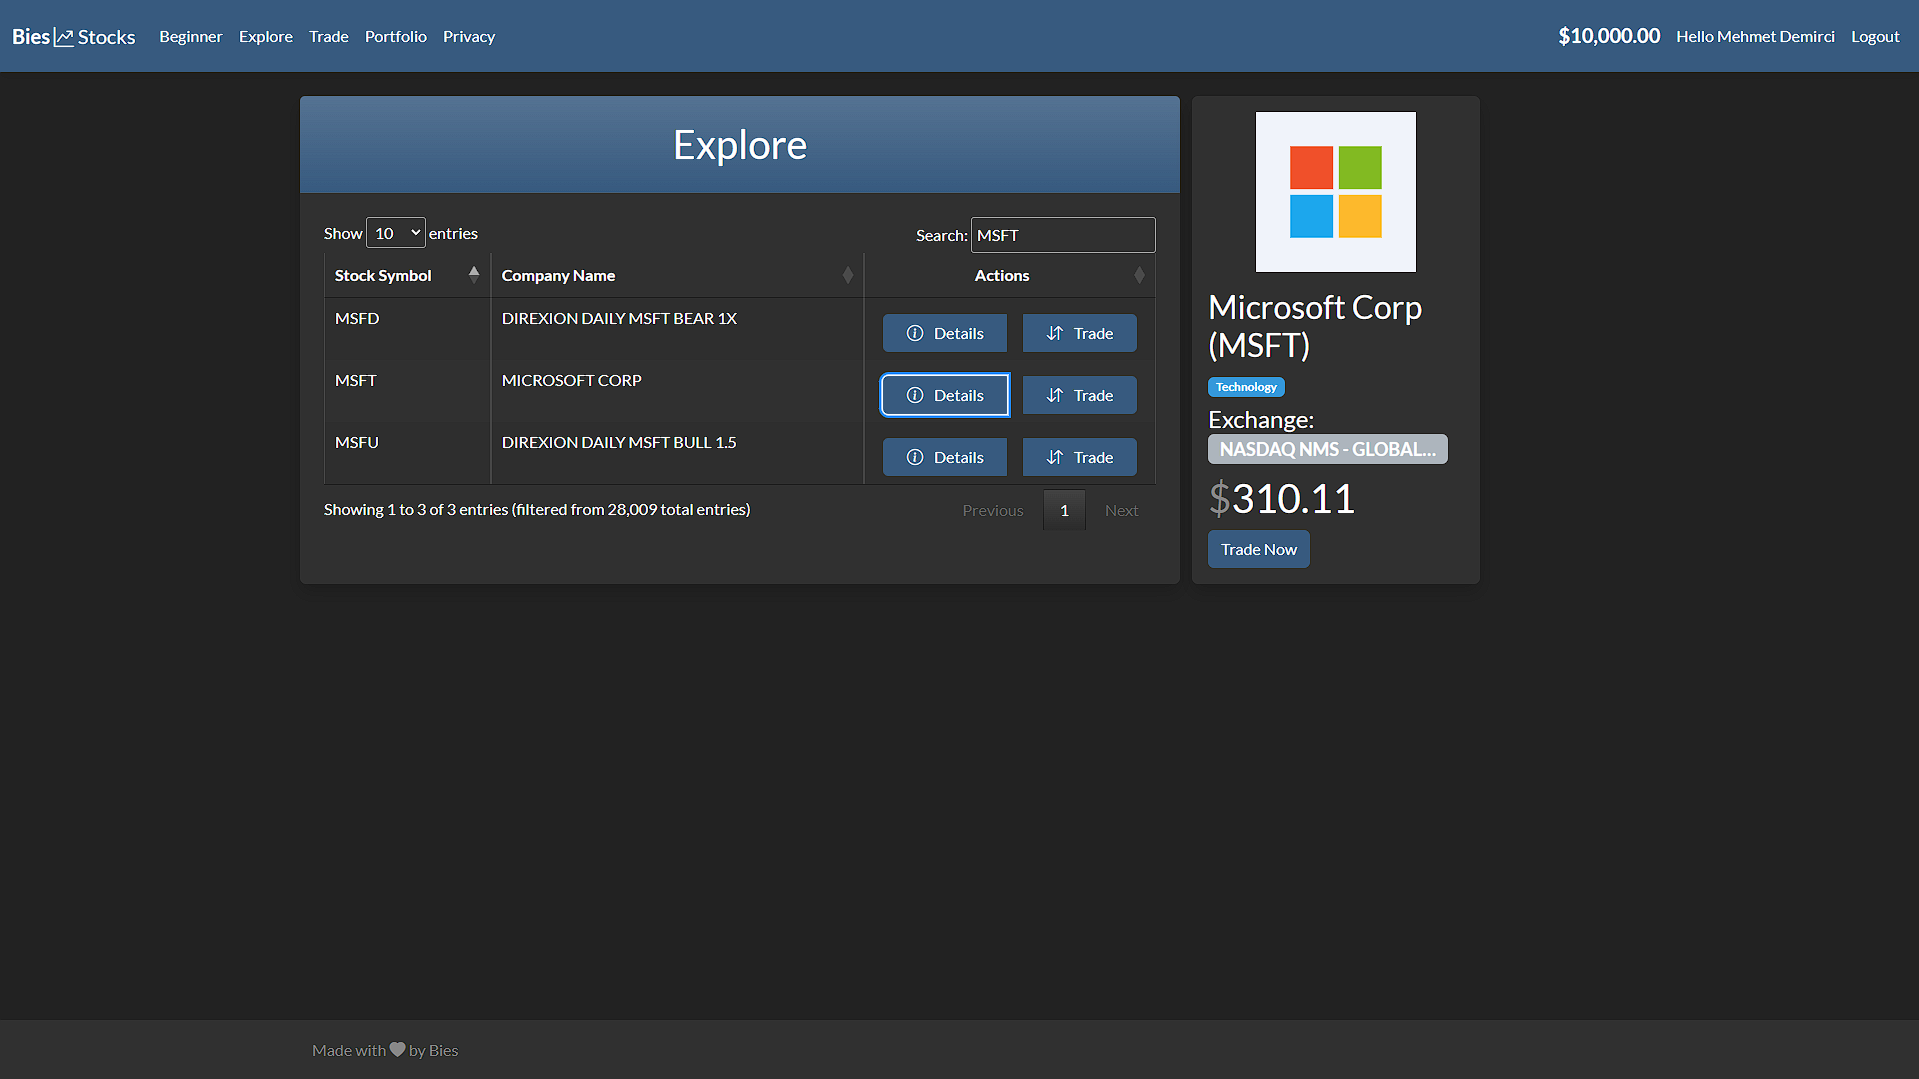 Bies Stocks Beginner Explore Trade Portfolio Privacy $10,000.00 Hello Mehmet Demirci Logout
Explore
Show 10 entries Search: MSFT
Stock Symbol Company Name Actions
MSFD DIREXION DAILY MSFT BEAR 1X Details Trade
MSFT MICROSOFT CORP Details Trade
MSFU DIREXION DAILY MSFT BULL 1.5 Details Trade
Showing 1 to 3 of 3 entries (filtered from 28,009 total entries) Previous 1 Next
Microsoft Corp
(MSFT)
Technology
Exchange:
NASDAQ NMS - GLOBAL...
$310.11
Trade Now
Made with by Bies